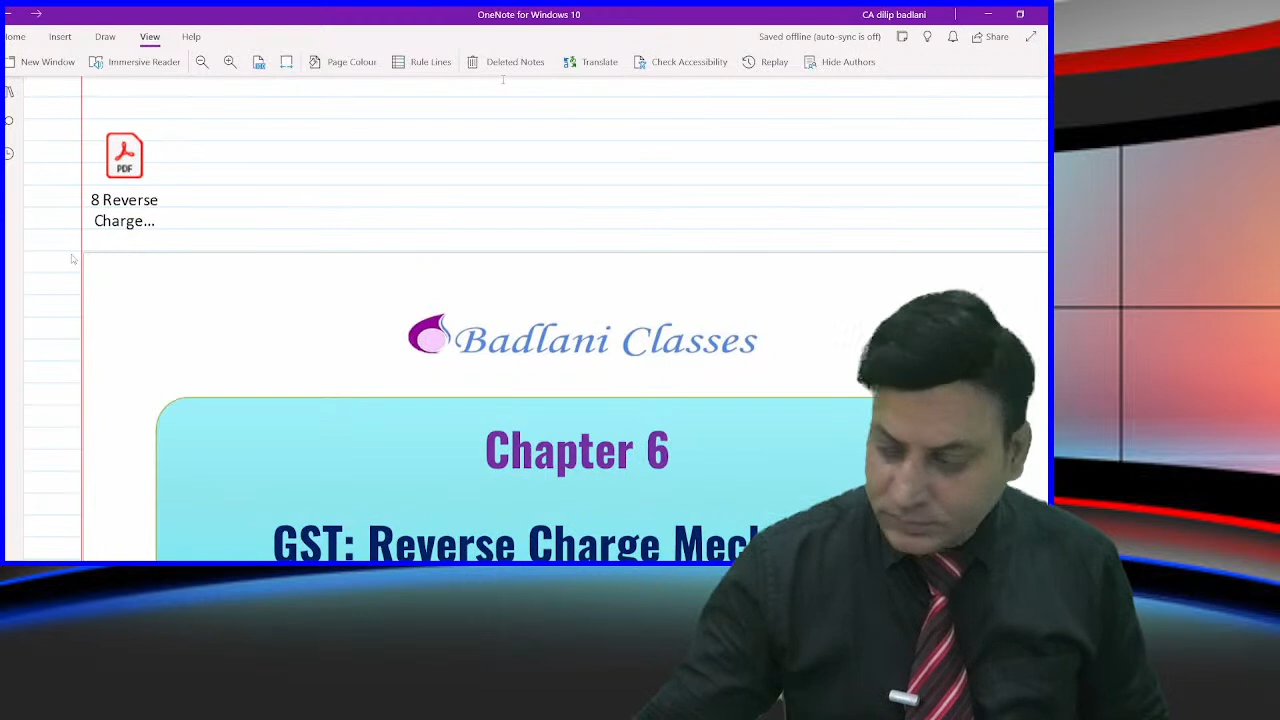 OneNote for Windows 10
CA dilip badlani
Insert
Draw
View
Help
Saved offline (auto-sync is off)
Share
New Window
Immersive Reader
Page Colour
Rule Lines
Deleted Notes
Translate
Check Accessibility
Replay
Hide Authors
PDF
8 Reverse
Charge...
Badlani Classes
Chapter 6
GST: Reverse Charge